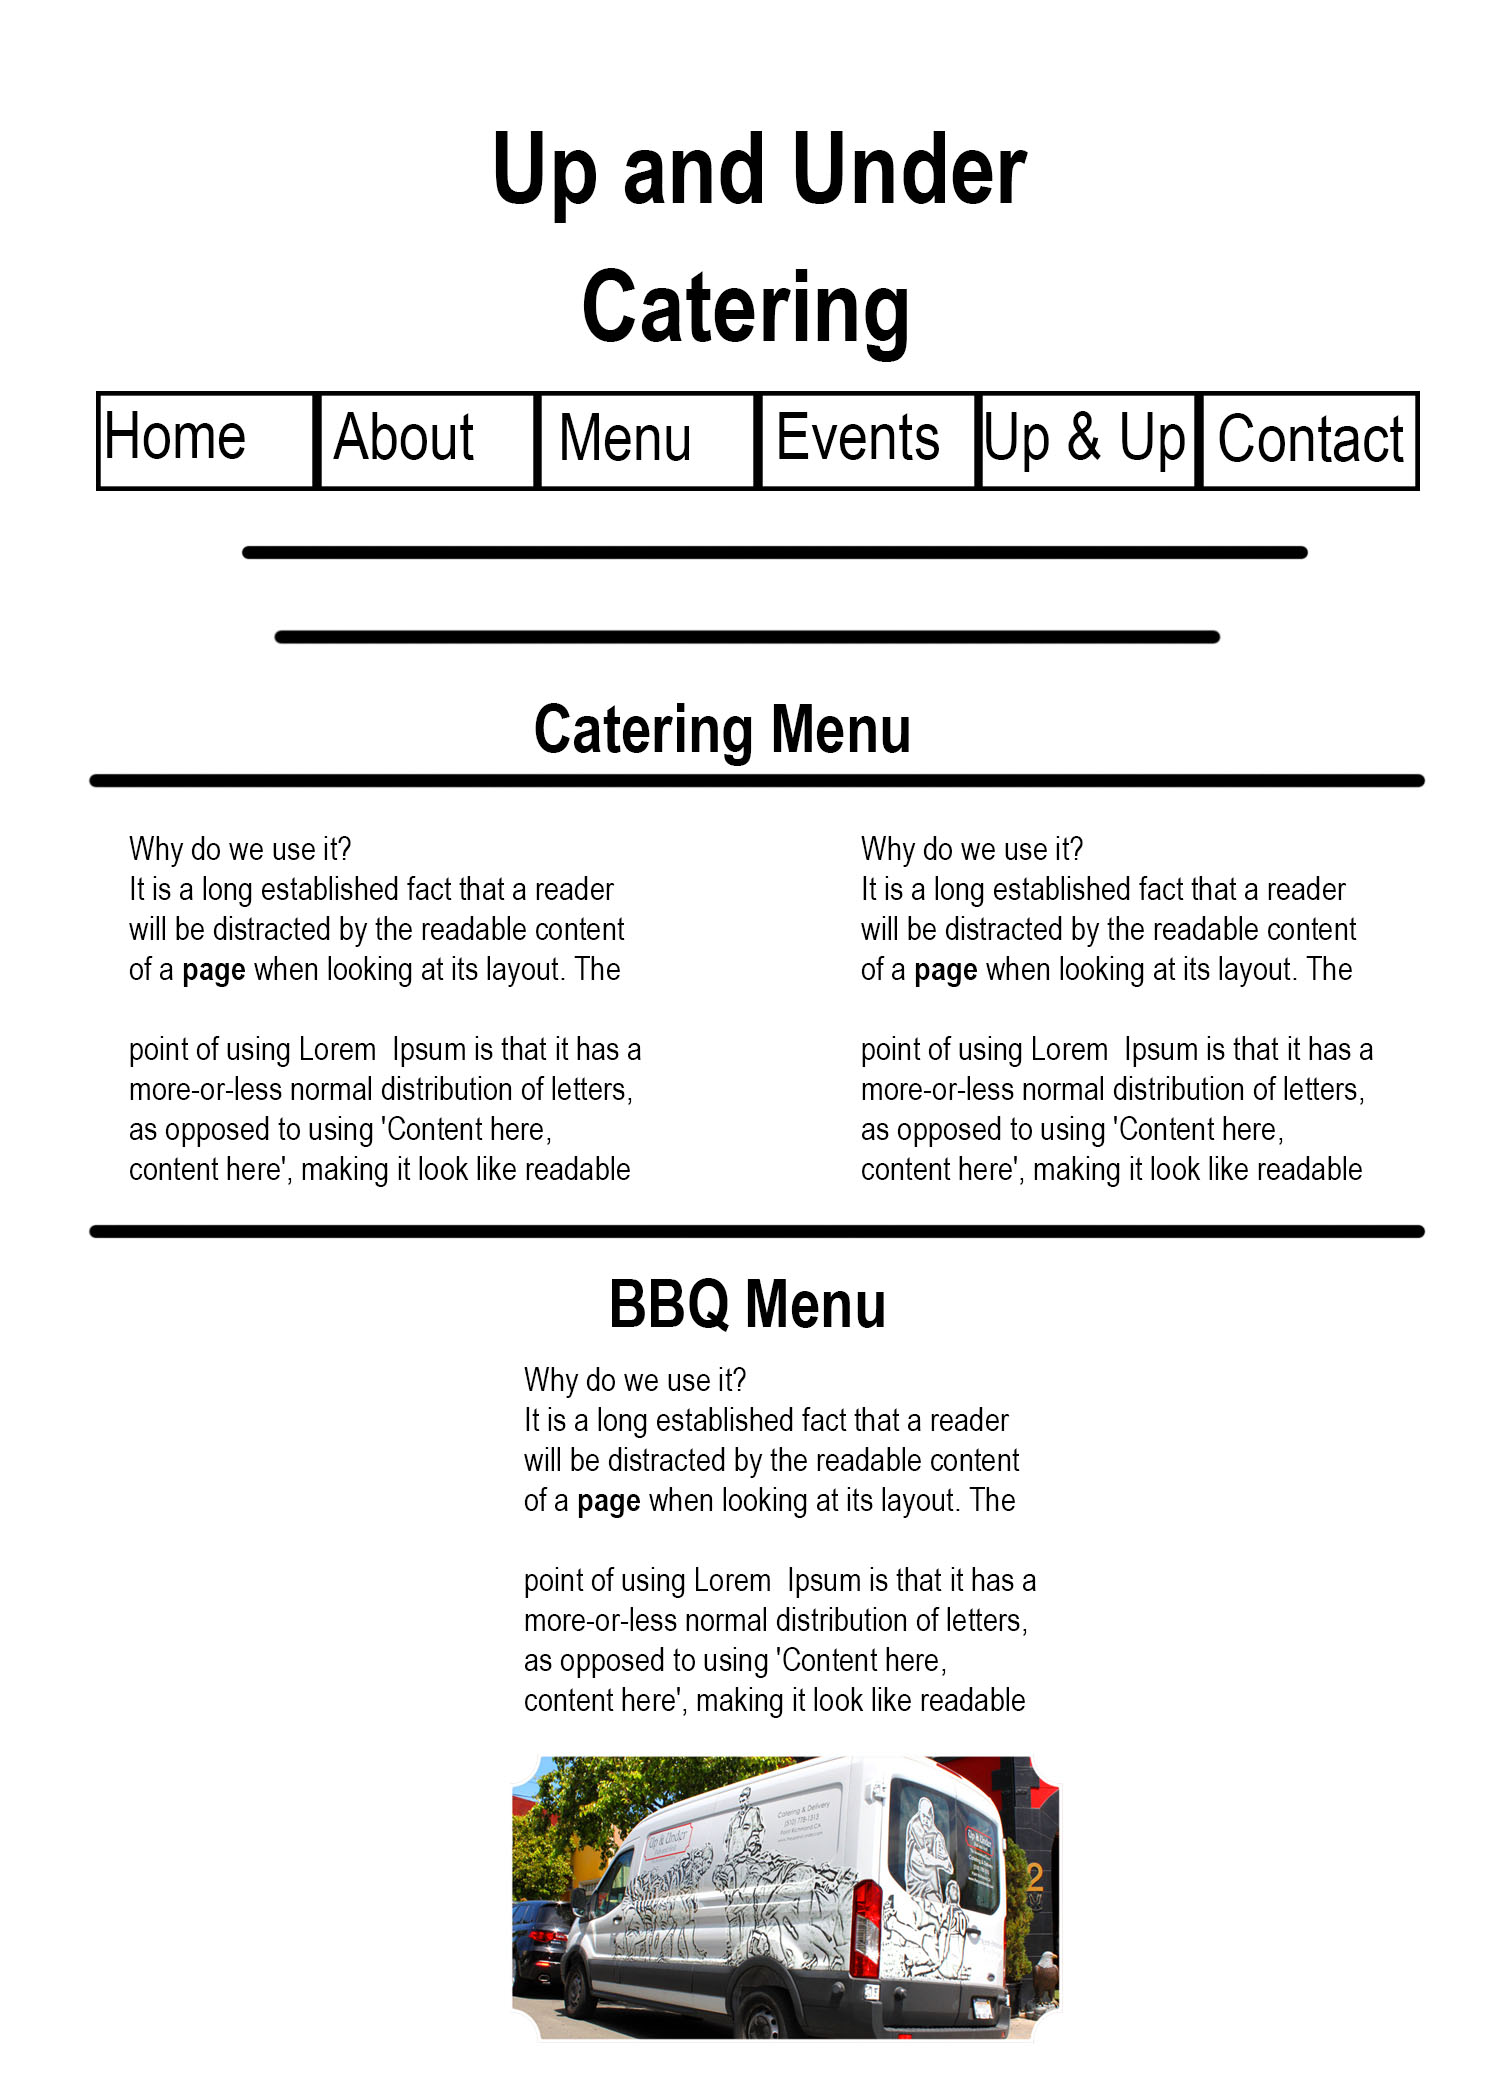 Up and Under
Catering
Home About Menu Events Up & Up Contact
Catering Menu
Why do we use it?
It is a long established fact that a reader
will be distracted by the readable content
of a page when looking at its layout. The
point of using Lorem  Ipsum is that it has a
more-or-less normal distribution of letters,
as opposed to using 'Content here,
content here', making it look like readable
Why do we use it?
It is a long established fact that a reader
will be distracted by the readable content
of a page when looking at its layout. The
point of using Lorem  Ipsum is that it has a
more-or-less normal distribution of letters,
as opposed to using 'Content here,
content here', making it look like readable
BBQ Menu
Why do we use it?
It is a long established fact that a reader
will be distracted by the readable content
of a page when looking at its layout. The
point of using Lorem  Ipsum is that it has a
more-or-less normal distribution of letters,
as opposed to using 'Content here,
content here', making it look like readable
Up & Under
Catering & Delivery
Point Richmond, CA
Up & Under
2